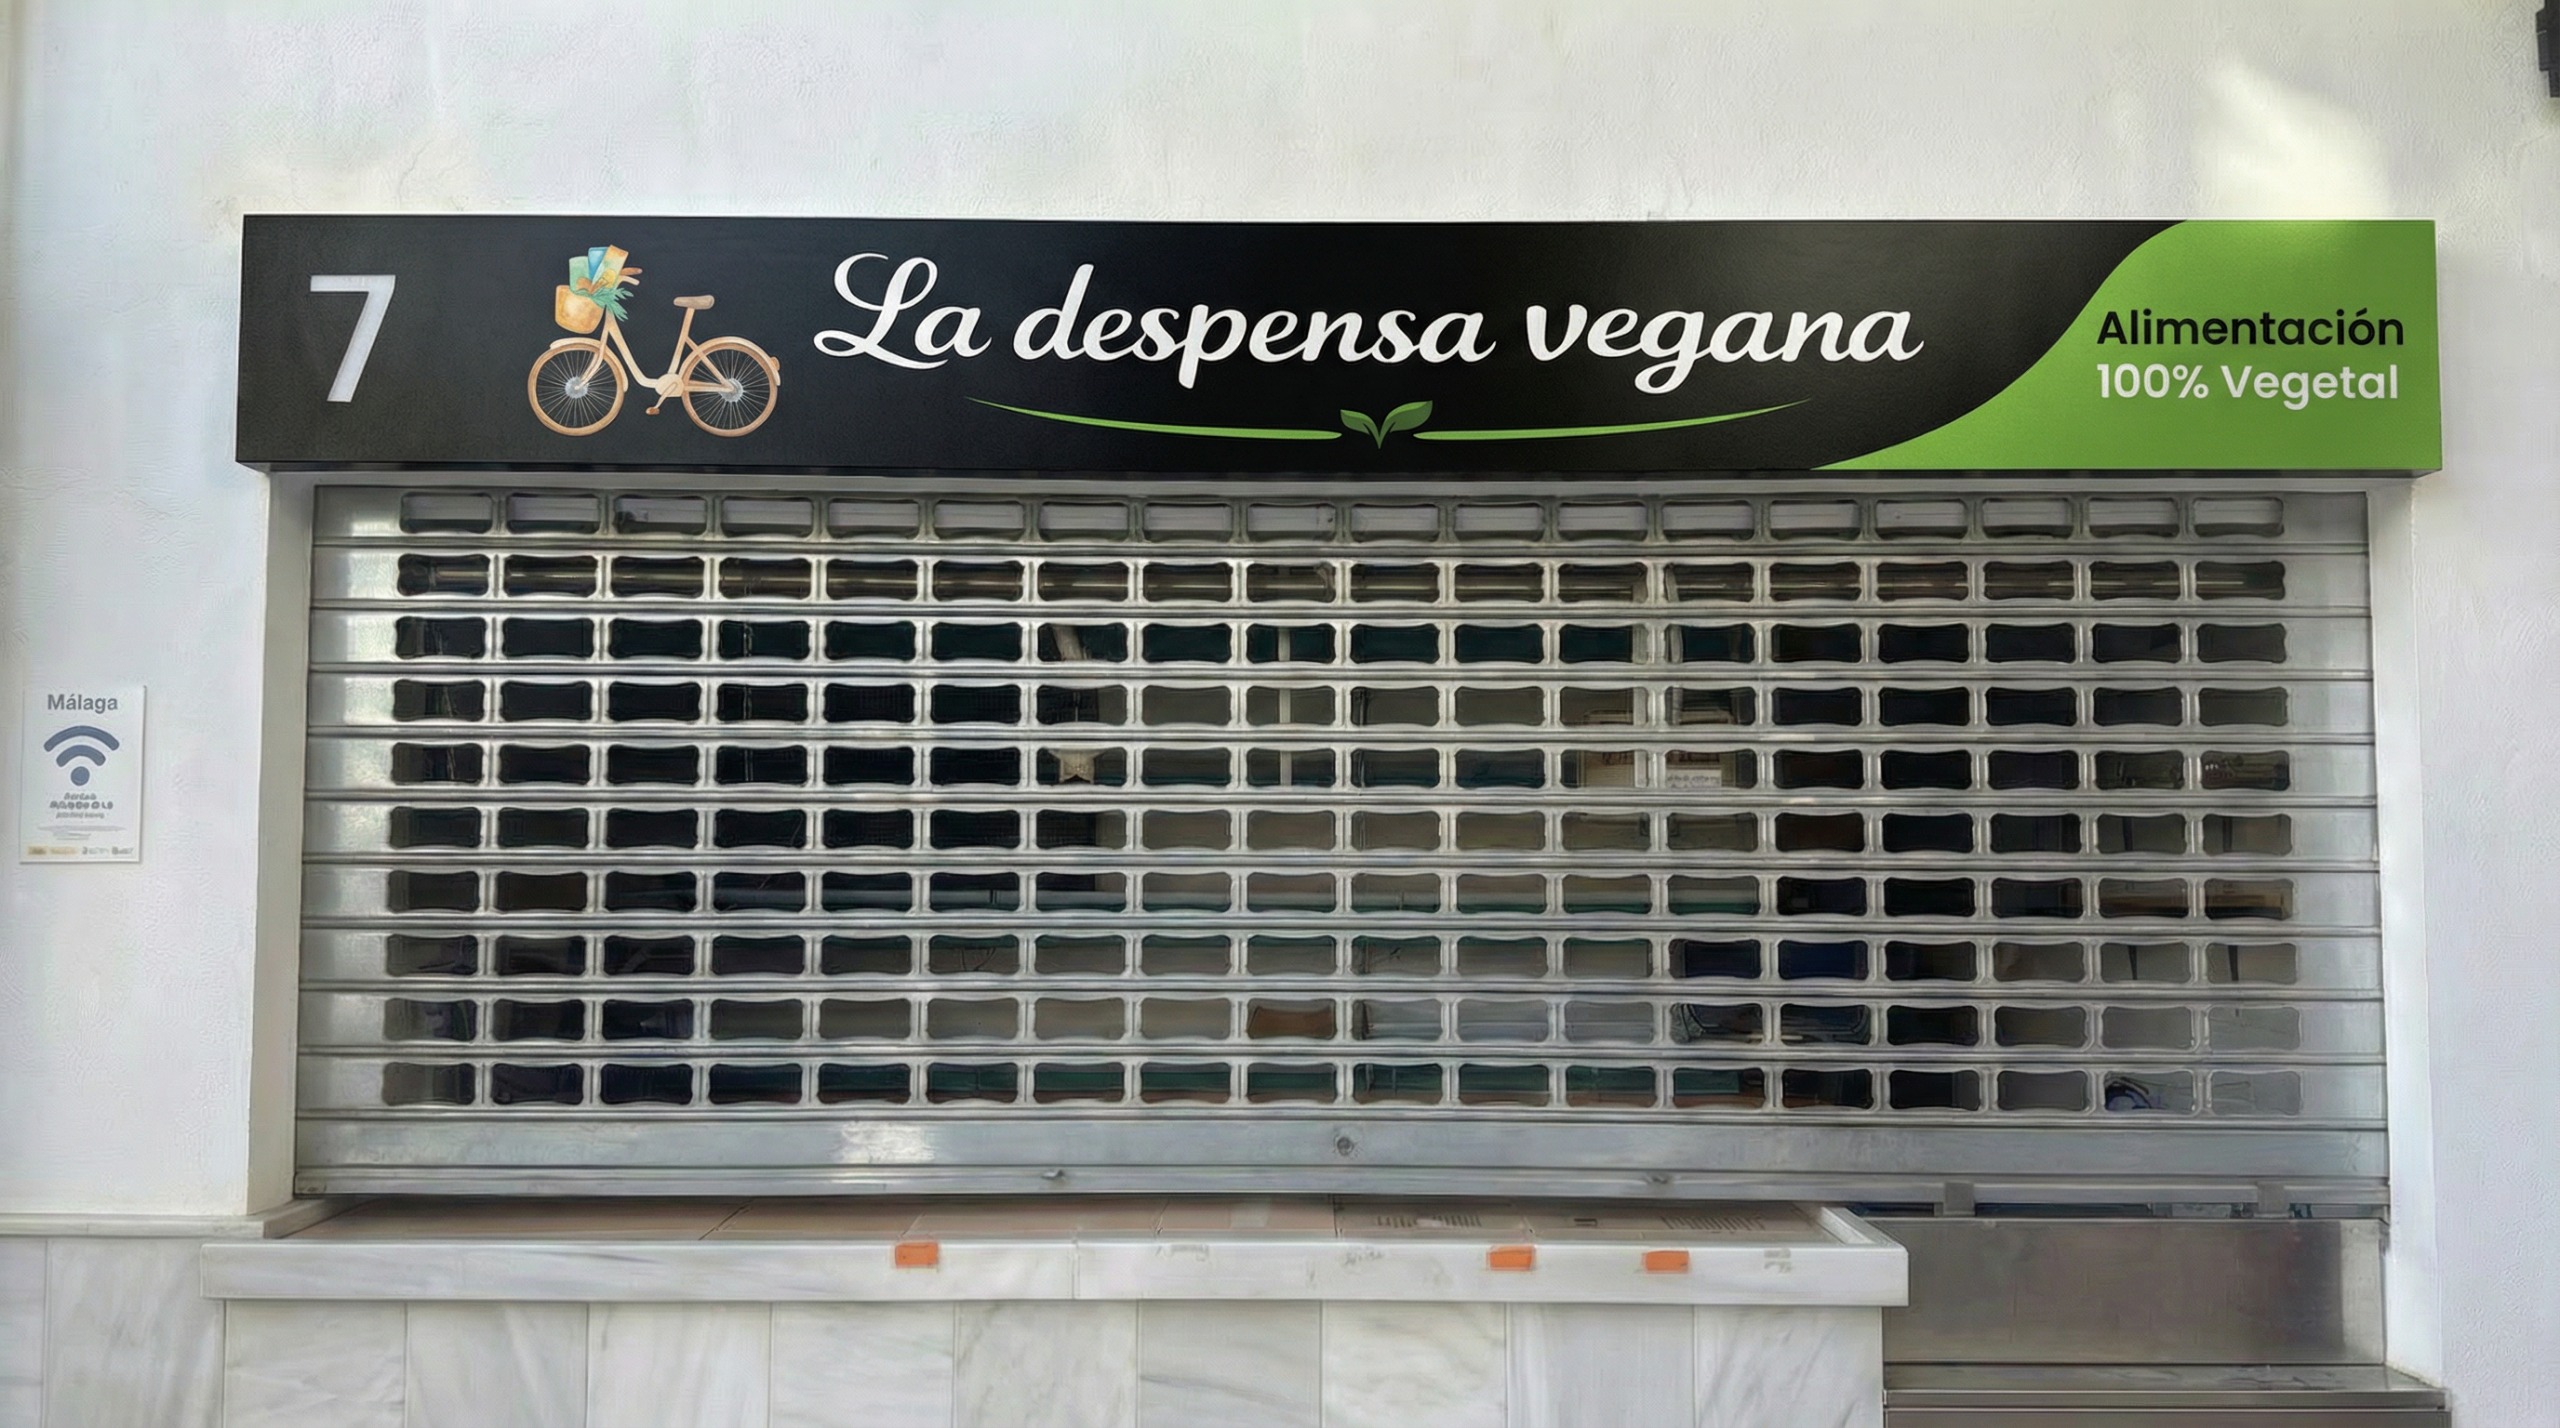 7
La despensa vegana
Alimentación
100% Vegetal
Málaga